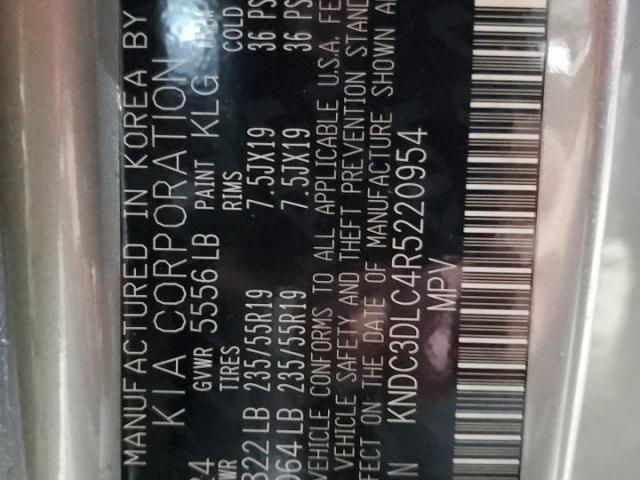 MANUFACTURED IN KOREA BY
KIA CORPORATION
24 GVWR 5556 LB PAINT KLG
WR TIRES RIMS COLD
322 LB 235/55R19 7.5JX19 36 PS
064 LB 235/55R19 7.5JX19 36 PS
VEHICLE CONFORMS TO ALL APPLICABLE U.S.A. FE
VEHICLE SAFETY AND THEFT PREVENTION STAND
FECT ON THE DATE OF MANUFACTURE SHOWN A
N KNDC3DLC4R5220954
MPV